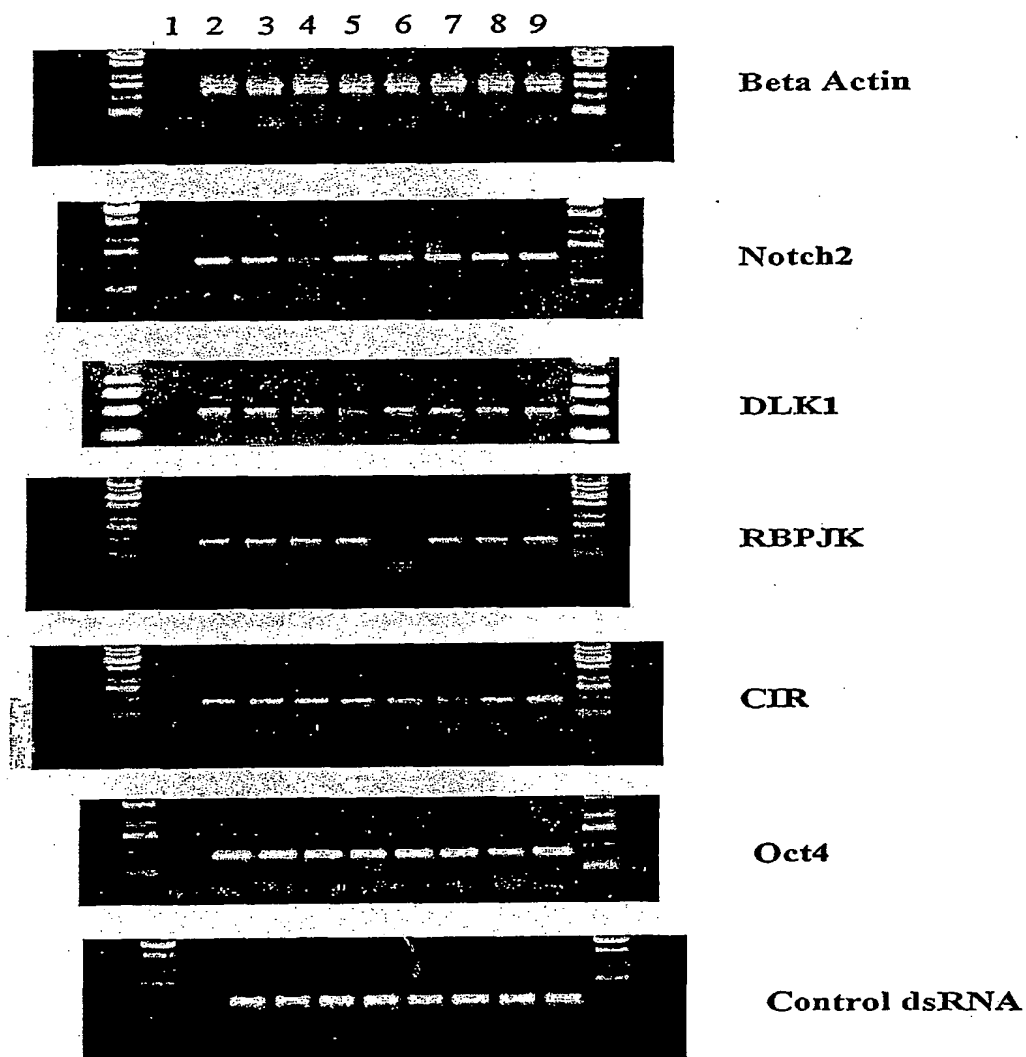 1 2 3 4 5 6 7 8 9
Beta Actin
Notch2
DLK1
RBPJK
CIR
Oct4
Control dsRNA